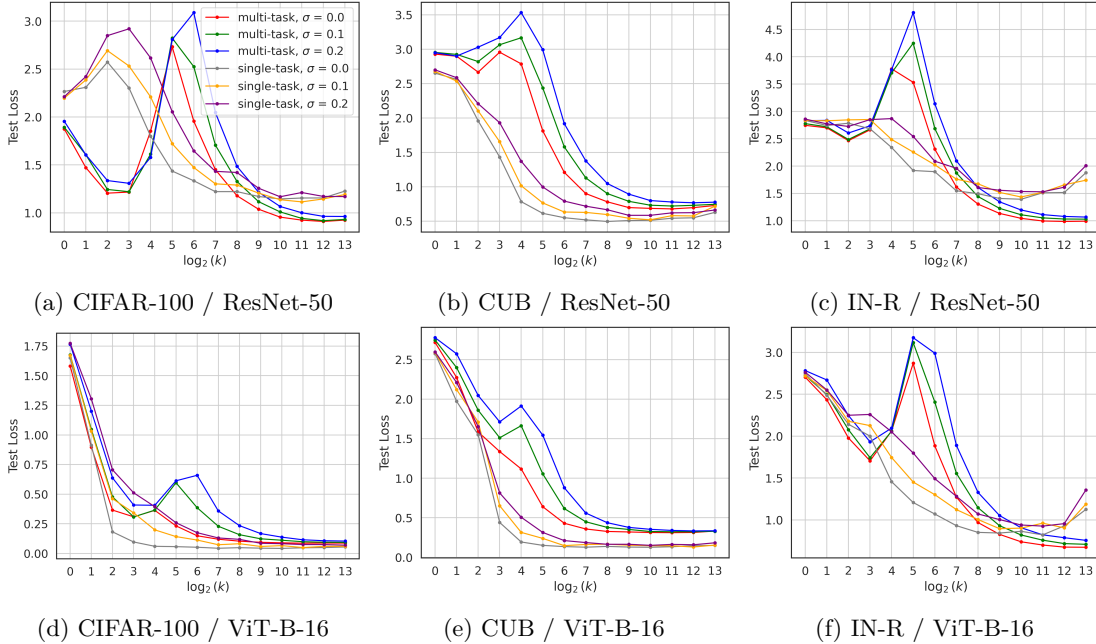 multi-task, σ = 0.0
multi-task, σ = 0.1
multi-task, σ = 0.2
single-task, σ = 0.0
single-task, σ = 0.1
single-task, σ = 0.2
Test Loss
3.0
2.5
2.0
1.5
1.0
0 1 2 3 4 5 6 7 8 9 10 11 12 13
log₂(k)
(a) CIFAR-100 / ResNet-50
Test Loss
3.5
3.0
2.5
2.0
1.5
1.0
0.5
0 1 2 3 4 5 6 7 8 9 10 11 12 13
log₂(k)
(b) CUB / ResNet-50
Test Loss
4.5
4.0
3.5
3.0
2.5
2.0
1.5
1.0
0 1 2 3 4 5 6 7 8 9 10 11 12 13
log₂(k)
(c) IN-R / ResNet-50
Test Loss
1.75
1.50
1.25
1.00
0.75
0.50
0.25
0.00
0 1 2 3 4 5 6 7 8 9 10 11 12 13
log₂(k)
(d) CIFAR-100 / ViT-B-16
Test Loss
2.5
2.0
1.5
1.0
0.5
0.0
0 1 2 3 4 5 6 7 8 9 10 11 12 13
log₂(k)
(e) CUB / ViT-B-16
Test Loss
3.0
2.5
2.0
1.5
1.0
0 1 2 3 4 5 6 7 8 9 10 11 12 13
log₂(k)
(f) IN-R / ViT-B-16